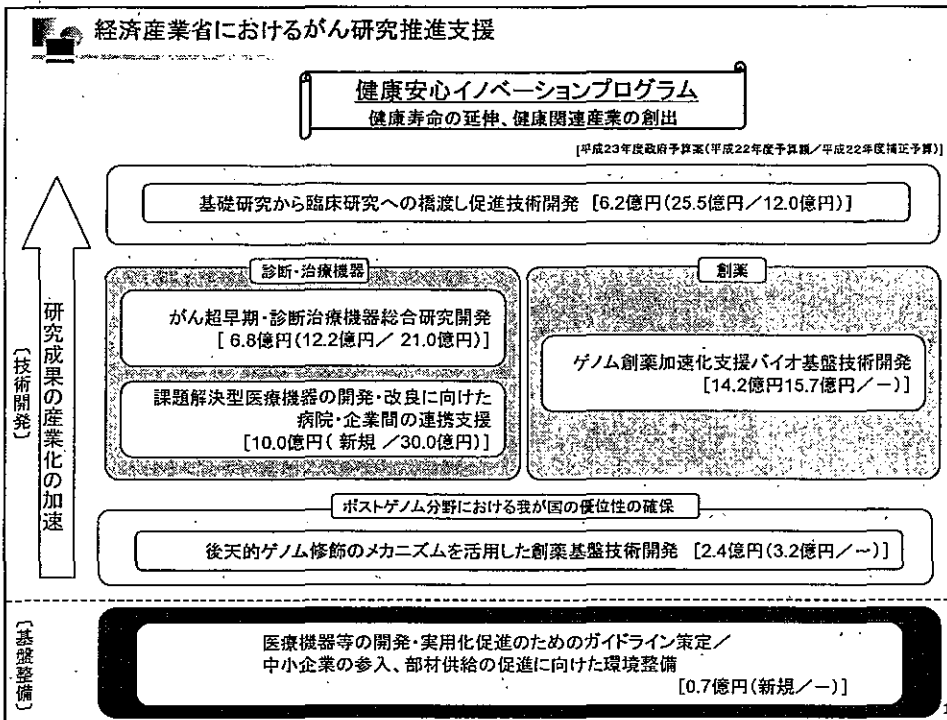 経済産業省におけるがん研究推進支援
健康安心イノベーションプログラム
健康寿命の延伸、健康関連産業の創出
[平成23年度政府予算案(平成22年度予算額/平成22年度補正予算)]
基礎研究から臨床研究への橋渡し促進技術開発 [6.2億円(25.5億円/12.0億円)]
診断・治療機器
がん超早期・診断治療機器総合研究開発
[ 6.8億円(12.2億円/ 21.0億円)]
課題解決型医療機器の開発・改良に向けた
病院・企業間の連携支援
[10.0億円( 新規 /30.0億円)]
創薬
ゲノム創薬加速化支援バイオ基盤技術開発
[14.2億円15.7億円/-)]
ポストゲノム分野における我が国の優位性の確保
後天的ゲノム修飾のメカニズムを活用した創薬基盤技術開発 [2.4億円(3.2億円/~)]
研究成果の産業化の加速
〔技術開発〕
〔基盤整備〕
医療機器等の開発・実用化促進のためのガイドライン策定/
中小企業の参入、部材供給の促進に向けた環境整備
[0.7億円(新規/-)]
1